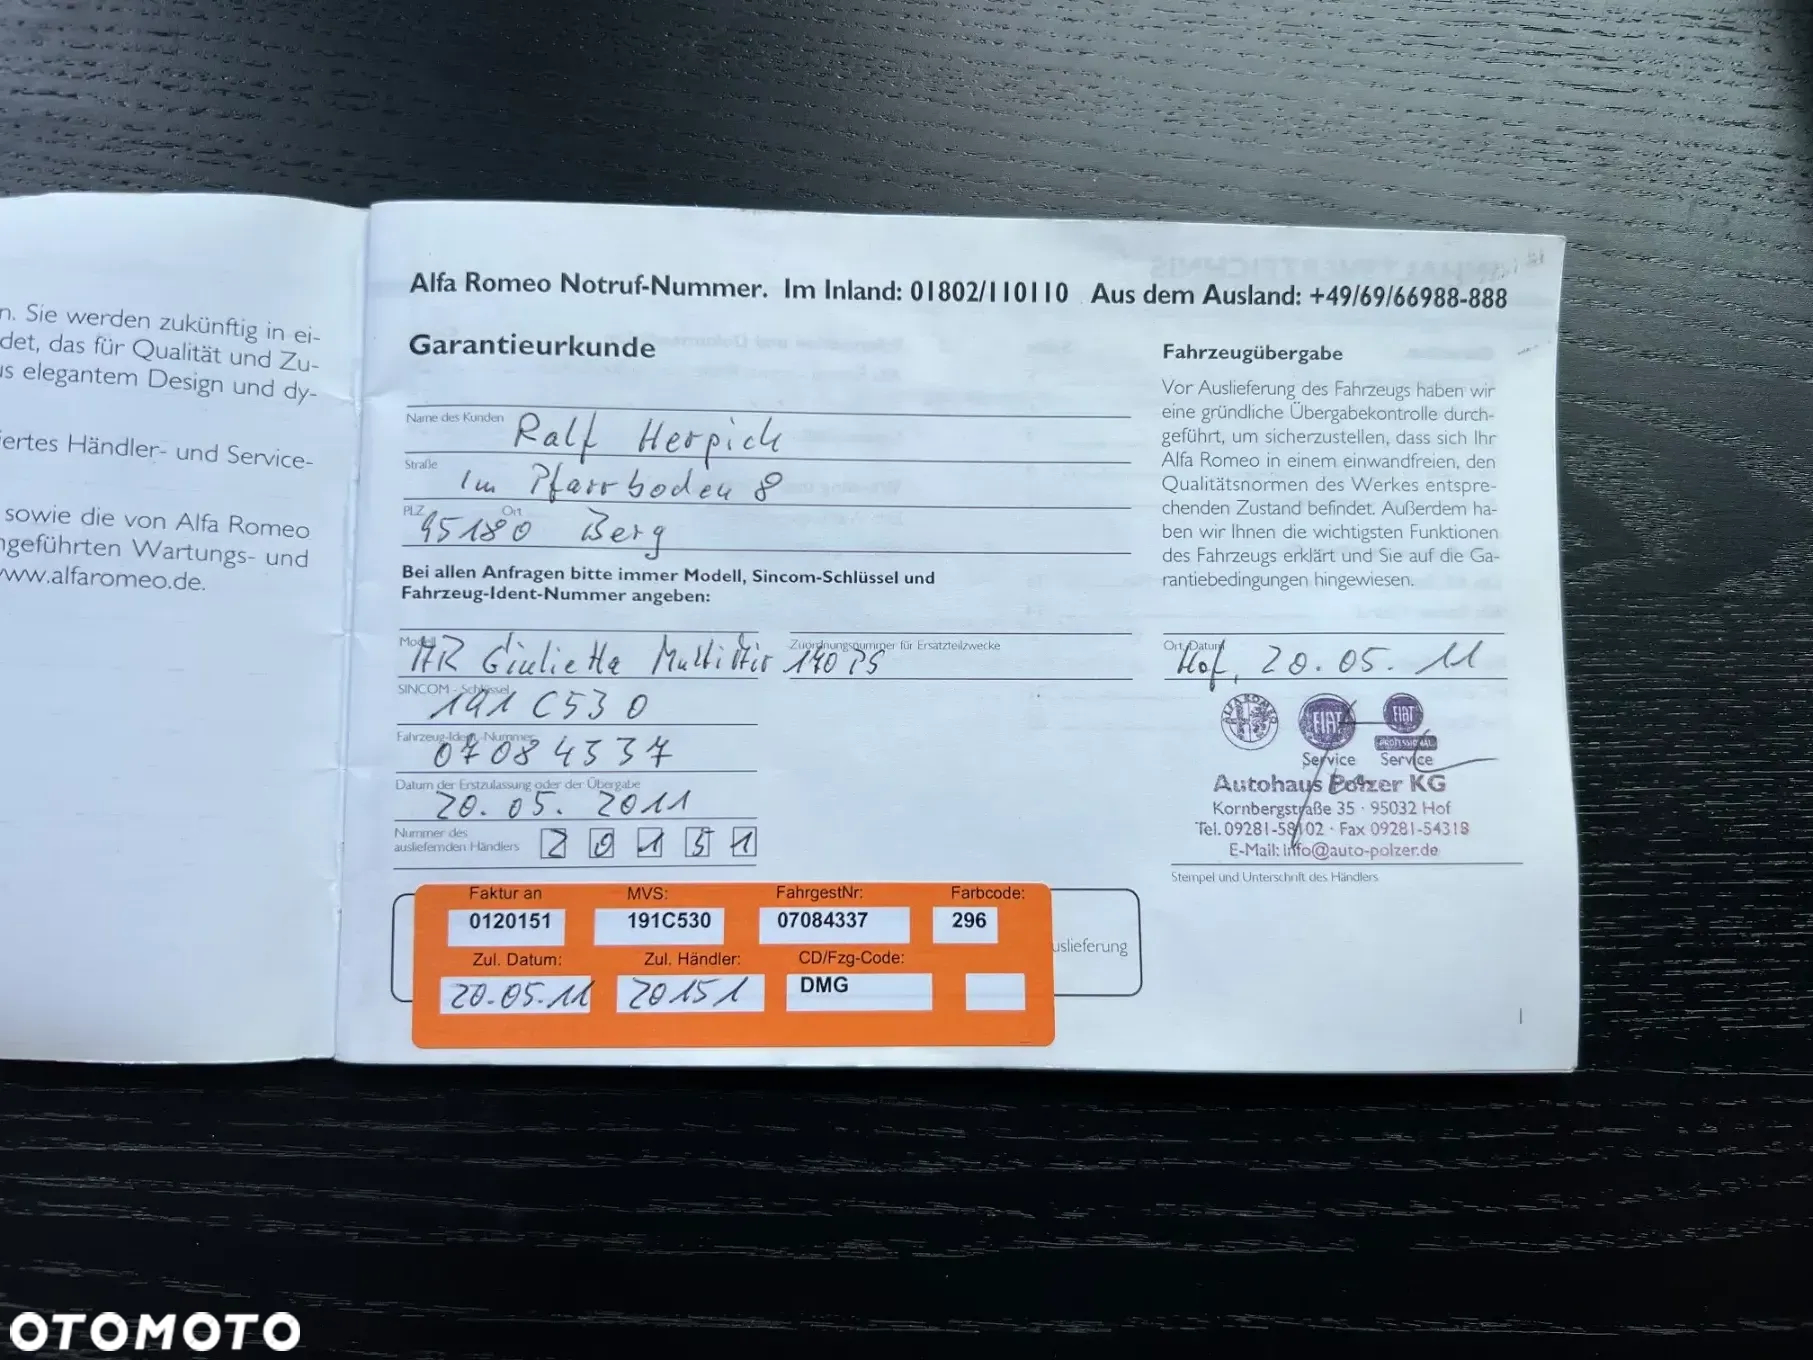 n. Sie werden zukünftig in ei-
det, das für Qualität und Zu-
us elegantem Design und dy-
iertes Händler- und Service-
sowie die von Alfa Romeo
ngeführten Wartungs- und
www.alfaromeo.de.
Alfa Romeo Notruf-Nummer. Im Inland: 01802/110110 Aus dem Ausland: +49/69/66988-888
Garantieurkunde
Name des Kunden Ralf Herpich
Straße Im Pfarrboden 8
PLZ 95180 Ort Berg
Bei allen Anfragen bitte immer Modell, Sincom-Schlüssel und
Fahrzeug-Ident-Nummer angeben:
Modell AR Giulietta Multiair 140 PS
Zuordnungsnummer für Ersatzteilzwecke
SINCOM - Schlüssel 191 C530
Fahrzeug-Ident.-Nummer 07084337
Datum der Erstzulassung oder der Übergabe
20.05.2011
Nummer des
ausliefernden Händlers 2 0 1 5 1
Faktur an MVS: FahrgestNr: Farbcode:
0120151 191C530 07084337 296
Zul. Datum: Zul. Händler: CD/Fzg-Code:
20.05.11 20151 DMG
uslieferung
Fahrzeugübergabe
Vor Auslieferung des Fahrzeugs haben wir
eine gründliche Übergabekontrolle durch-
geführt, um sicherzustellen, dass sich Ihr
Alfa Romeo in einem einwandfreien, den
Qualitätsnormen des Werkes entspre-
chenden Zustand befindet. Außerdem ha-
ben wir Ihnen die wichtigsten Funktionen
des Fahrzeugs erklärt und Sie auf die Ga-
rantiebedingungen hingewiesen.
Ort, Datum Hof, 20.05.11
ALFA ROMEO FIAT FIAT
PROFESSIONAL
Service Service
Autohaus Polzer KG
Kornbergstraße 35 · 95032 Hof
Tel. 09281-58102 · Fax 09281-54318
E-Mail: info@auto-polzer.de
Stempel und Unterschrift des Händlers
1
OTOMOTO